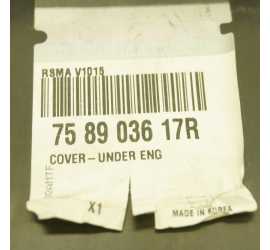 RSMA V1015
75 89 036 17R
COVER-UNDER ENG
X1
MADE IN KOREA